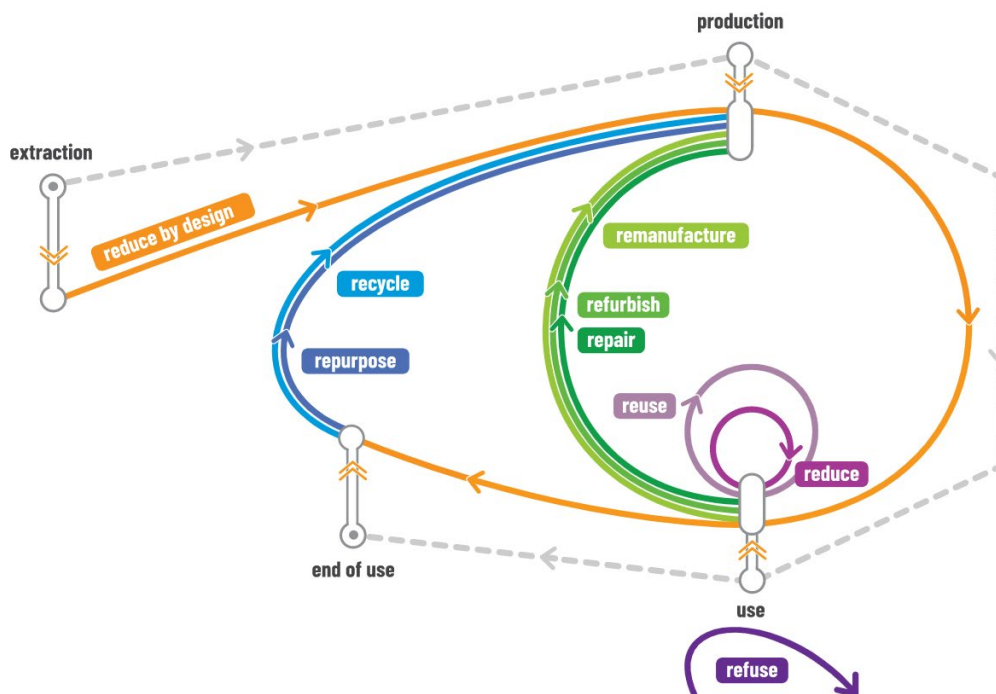 production
extraction
reduce by design
remanufacture
recycle
refurbish
repair
repurpose
reuse
reduce
end of use
use
refuse